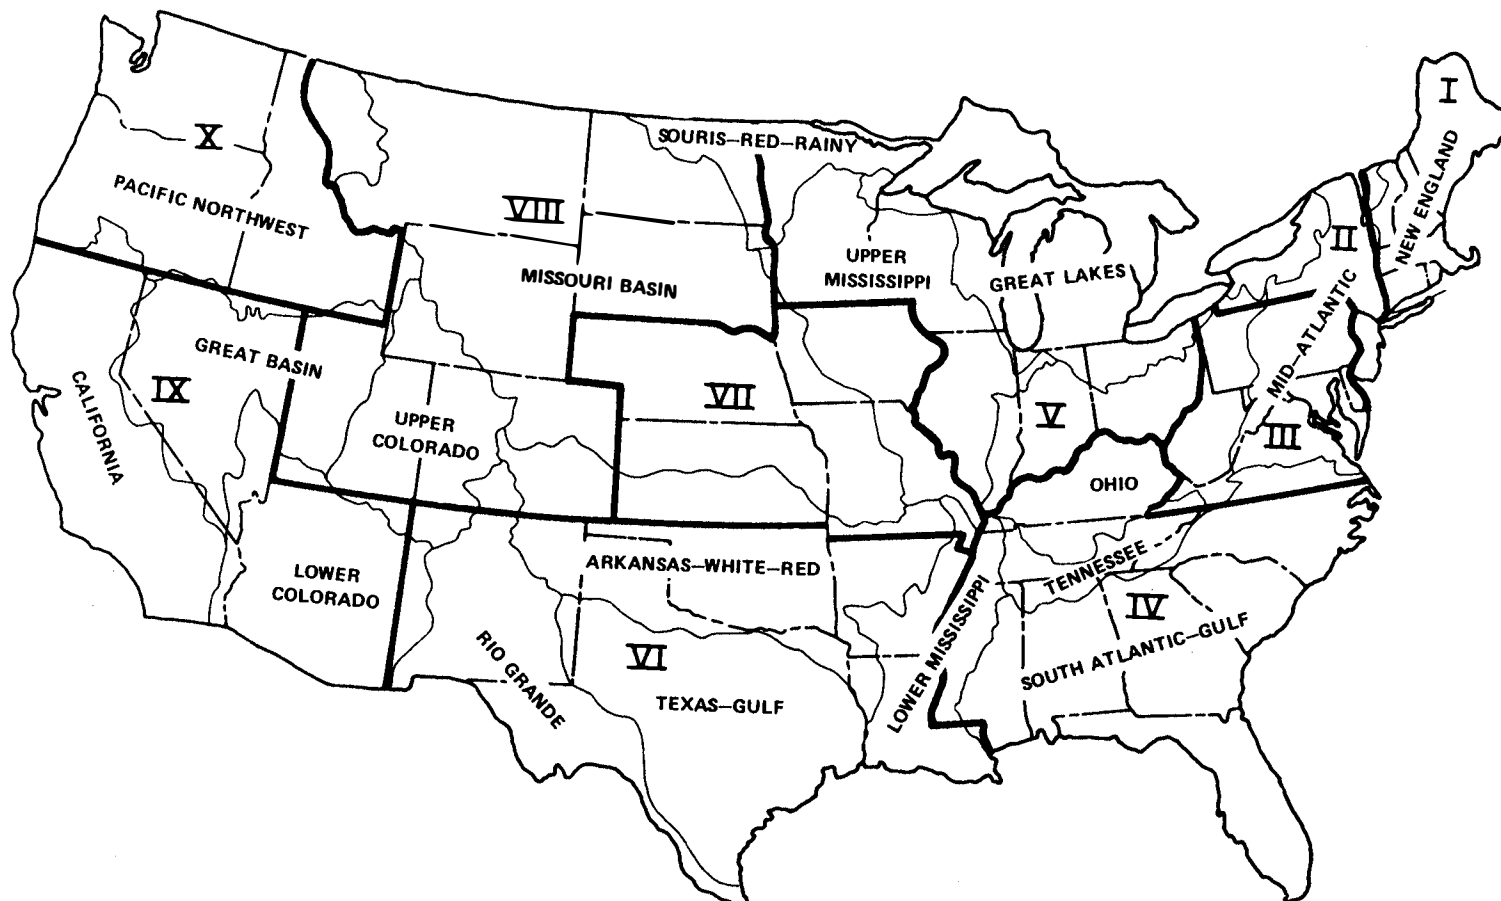 I
X
SOURIS–RED–RAINY
NEW ENGLAND
PACIFIC NORTHWEST
VIII
II
UPPER
MISSISSIPPI
GREAT LAKES
MISSOURI BASIN
MID–ATLANTIC
GREAT BASIN
IX
CALIFORNIA
VII
V
UPPER
COLORADO
III
OHIO
ARKANSAS–WHITE–RED
TENNESSEE
LOWER
COLORADO
IV
LOWER MISSISSIPPI
SOUTH ATLANTIC–GULF
RIO GRANDE
VI
TEXAS–GULF